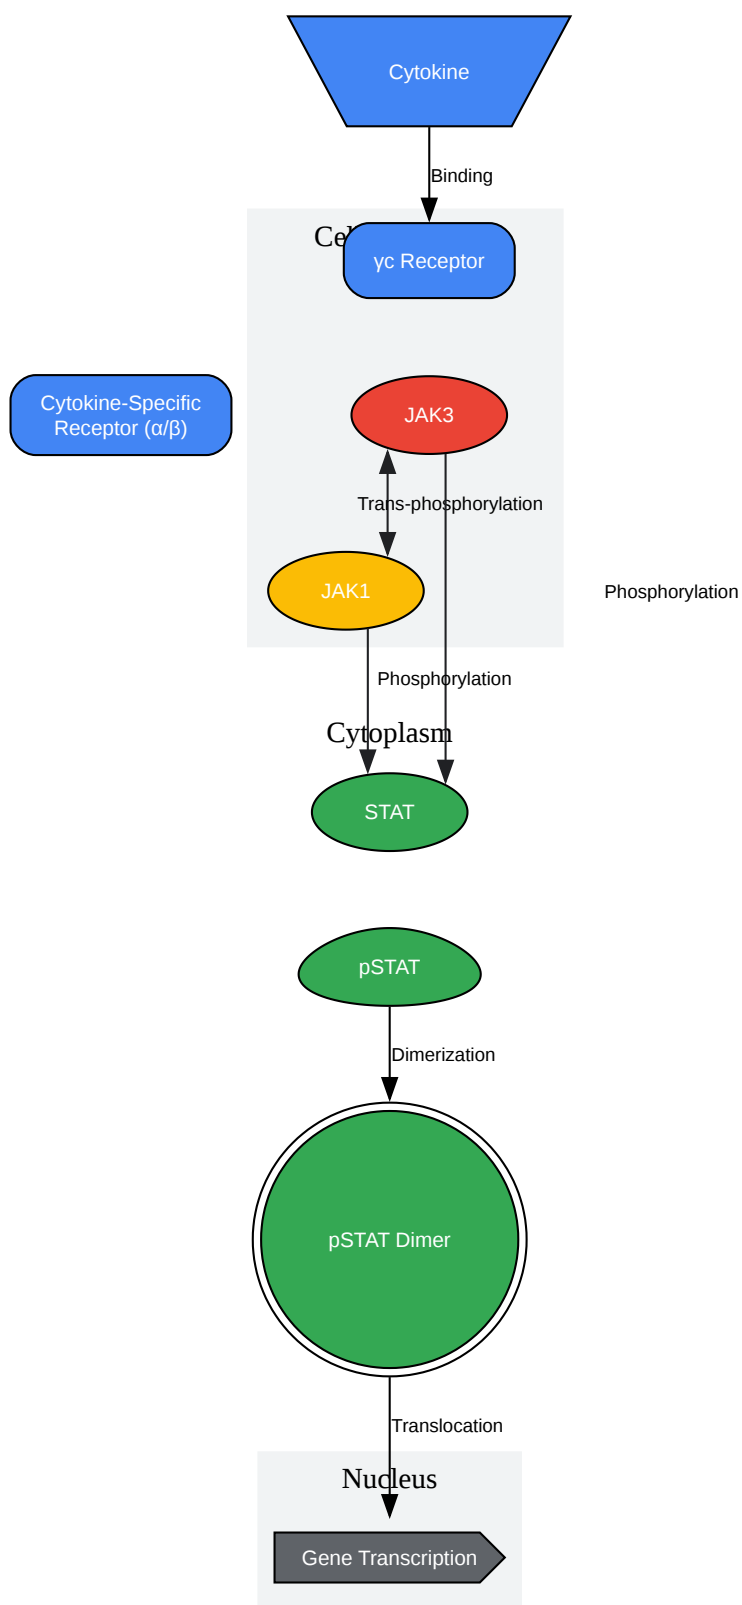 Cytokine
Binding
Cel
γc Receptor
Cytokine-Specific
Receptor (α/β)
JAK3
Trans-phosphorylation
JAK1
Phosphorylation
Phosphorylation
Cytoplasm
STAT
pSTAT
Dimerization
pSTAT Dimer
Translocation
Nucleus
Gene Transcription